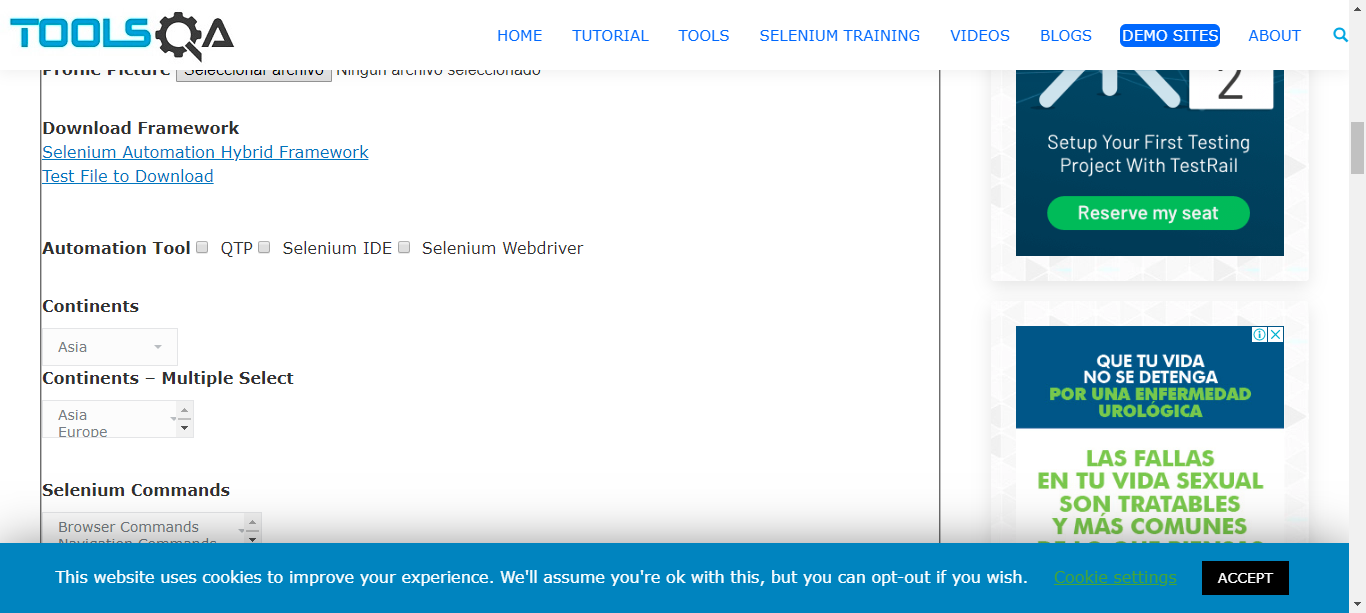 TOOLSQA
HOME TUTORIAL TOOLS SELENIUM TRAINING VIDEOS BLOGS DEMO SITES ABOUT
Profile Picture Seleccionar archivo Ningún archivo seleccionado
Download Framework
Selenium Automation Hybrid Framework
Test File to Download
Automation Tool QTP Selenium IDE Selenium Webdriver
Continents
Asia
Continents – Multiple Select
Asia
Europe
Selenium Commands
Browser Commands
Navigation Commands
2
Setup Your First Testing
Project With TestRail
Reserve my seat
QUE TU VIDA
NO SE DETENGA
POR UNA ENFERMEDAD
UROLÓGICA
LAS FALLAS
EN TU VIDA SEXUAL
SON TRATABLES
Y MÁS COMUNES
DE LO QUE PIENSAS
This website uses cookies to improve your experience. We'll assume you're ok with this, but you can opt-out if you wish. Cookie settings ACCEPT